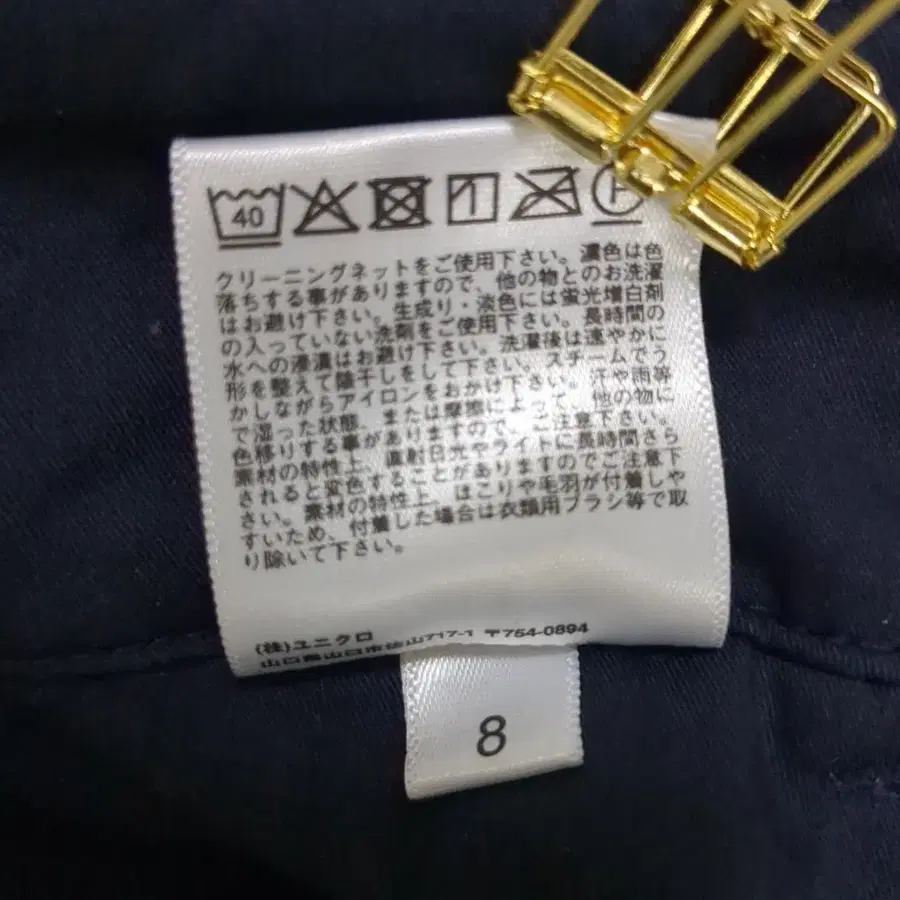 40
P
クリーニングネットをご使用下さい。濃色は色
落ちする事がありますので、他の物とのお洗濯
はお避け下さい。生成り・淡色には蛍光増白剤
の入っていない洗剤をご使用下さい。長時間の
水への浸漬はお避け下さい。洗濯後は速やかに
形を整えて陰干しをして下さい。スチームでう
かしながらアイロンをおかけ下さい。汗や雨等
で湿った状態、または摩擦によって、他の物に
色移りする事がありますので、ご注意下さい。
素材の特性上、直射日光やライトに長時間さら
されると変色することがありますのでご注意下
さい。素材の特性上、ほこりや毛羽が付着しや
すいため、付着した場合は衣類用ブラシ等で取
り除いて下さい。
(株)ユニクロ
山口県山口市佐山717-1 〒754-0894
8